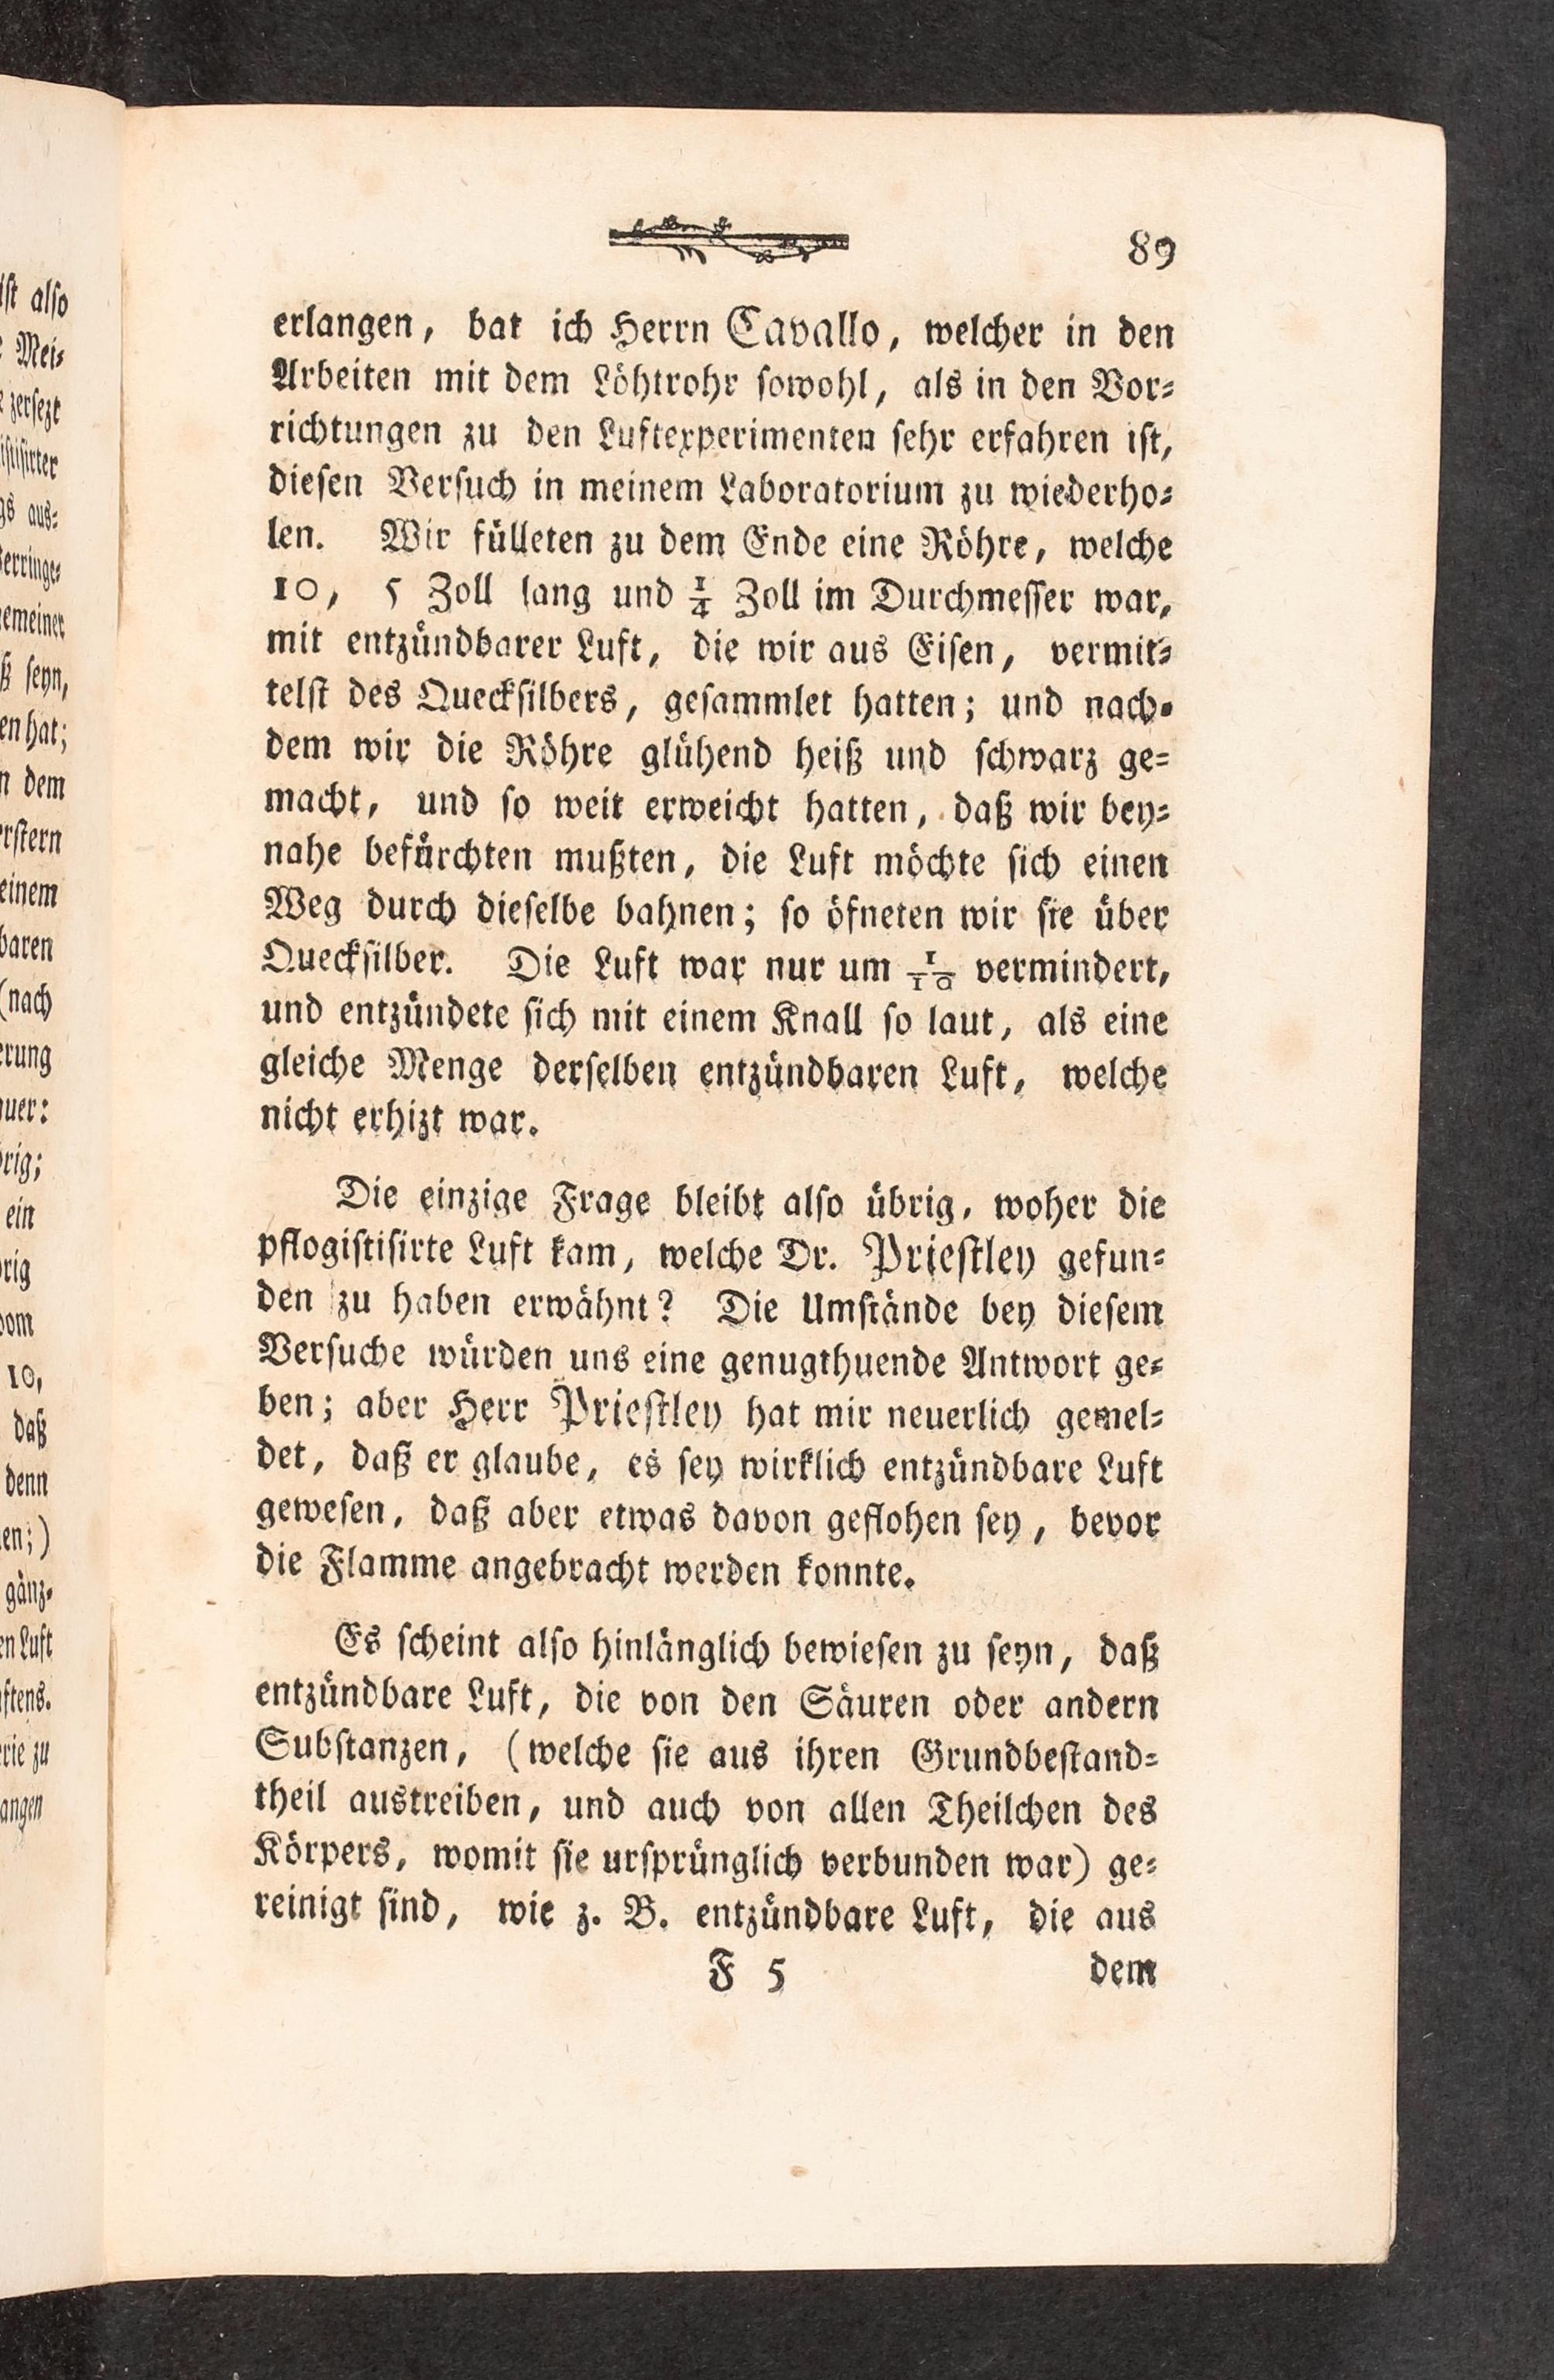 89
erlangen, bat ich Herrn Cavallo, welcher in den
Arbeiten mit dem Löhtrohr sowohl, als in den Vor-
richtungen zu den Luftexperimenten sehr erfahren ist,
diesen Versuch in meinem Laboratorium zu wiederho-
len. Wir fülleten zu dem Ende eine Röhre, welche
10, 5 Zoll lang und 1/4 Zoll im Durchmesser war,
mit entzündbarer Luft, die wir aus Eisen, vermit-
telst des Quecksilbers, gesammlet hatten; und nach-
dem wir die Röhre glühend heiß und schwarz ge-
macht, und so weit erweicht hatten, daß wir bey-
nahe befürchten mußten, die Luft möchte sich einen
Weg durch dieselbe bahnen; so öfneten wir sie über
Quecksilber. Die Luft war nur um 1/10 vermindert,
und entzündete sich mit einem Knall so laut, als eine
gleiche Menge derselben entzündbaren Luft, welche
nicht erhizt war.
Die einzige Frage bleibt also übrig, woher die
pflogistisirte Luft kam, welche Dr. Priestley gefun-
den zu haben erwähnt? Die Umstände bey diesem
Versuche würden uns eine genugthuende Antwort ge-
ben; aber Herr Priestley hat mir neuerlich gemel-
det, daß er glaube, es sey wirklich entzündbare Luft
gewesen, daß aber etwas davon geflohen sey, bevor
die Flamme angebracht werden konnte.
Es scheint also hinlänglich bewiesen zu seyn, daß
entzündbare Luft, die von den Säuren oder andern
Substanzen, (welche sie aus ihren Grundbestand-
theil austreiben, und auch von allen Theilchen des
Körpers, womit sie ursprünglich verbunden war) ge-
reinigt sind, wie z. B. entzündbare Luft, die aus
F 5 dem